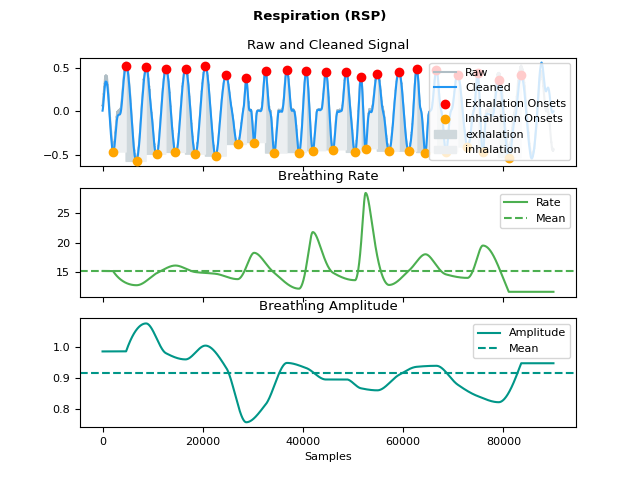 Respiration (RSP)
Raw and Cleaned Signal
0.5
0.0
−0.5
Raw
Cleaned
Exhalation Onsets
Inhalation Onsets
exhalation
inhalation
Breathing Rate
25
20
15
Rate
Mean
Breathing Amplitude
1.0
0.9
0.8
Amplitude
Mean
0 20000 40000 60000 80000
Samples